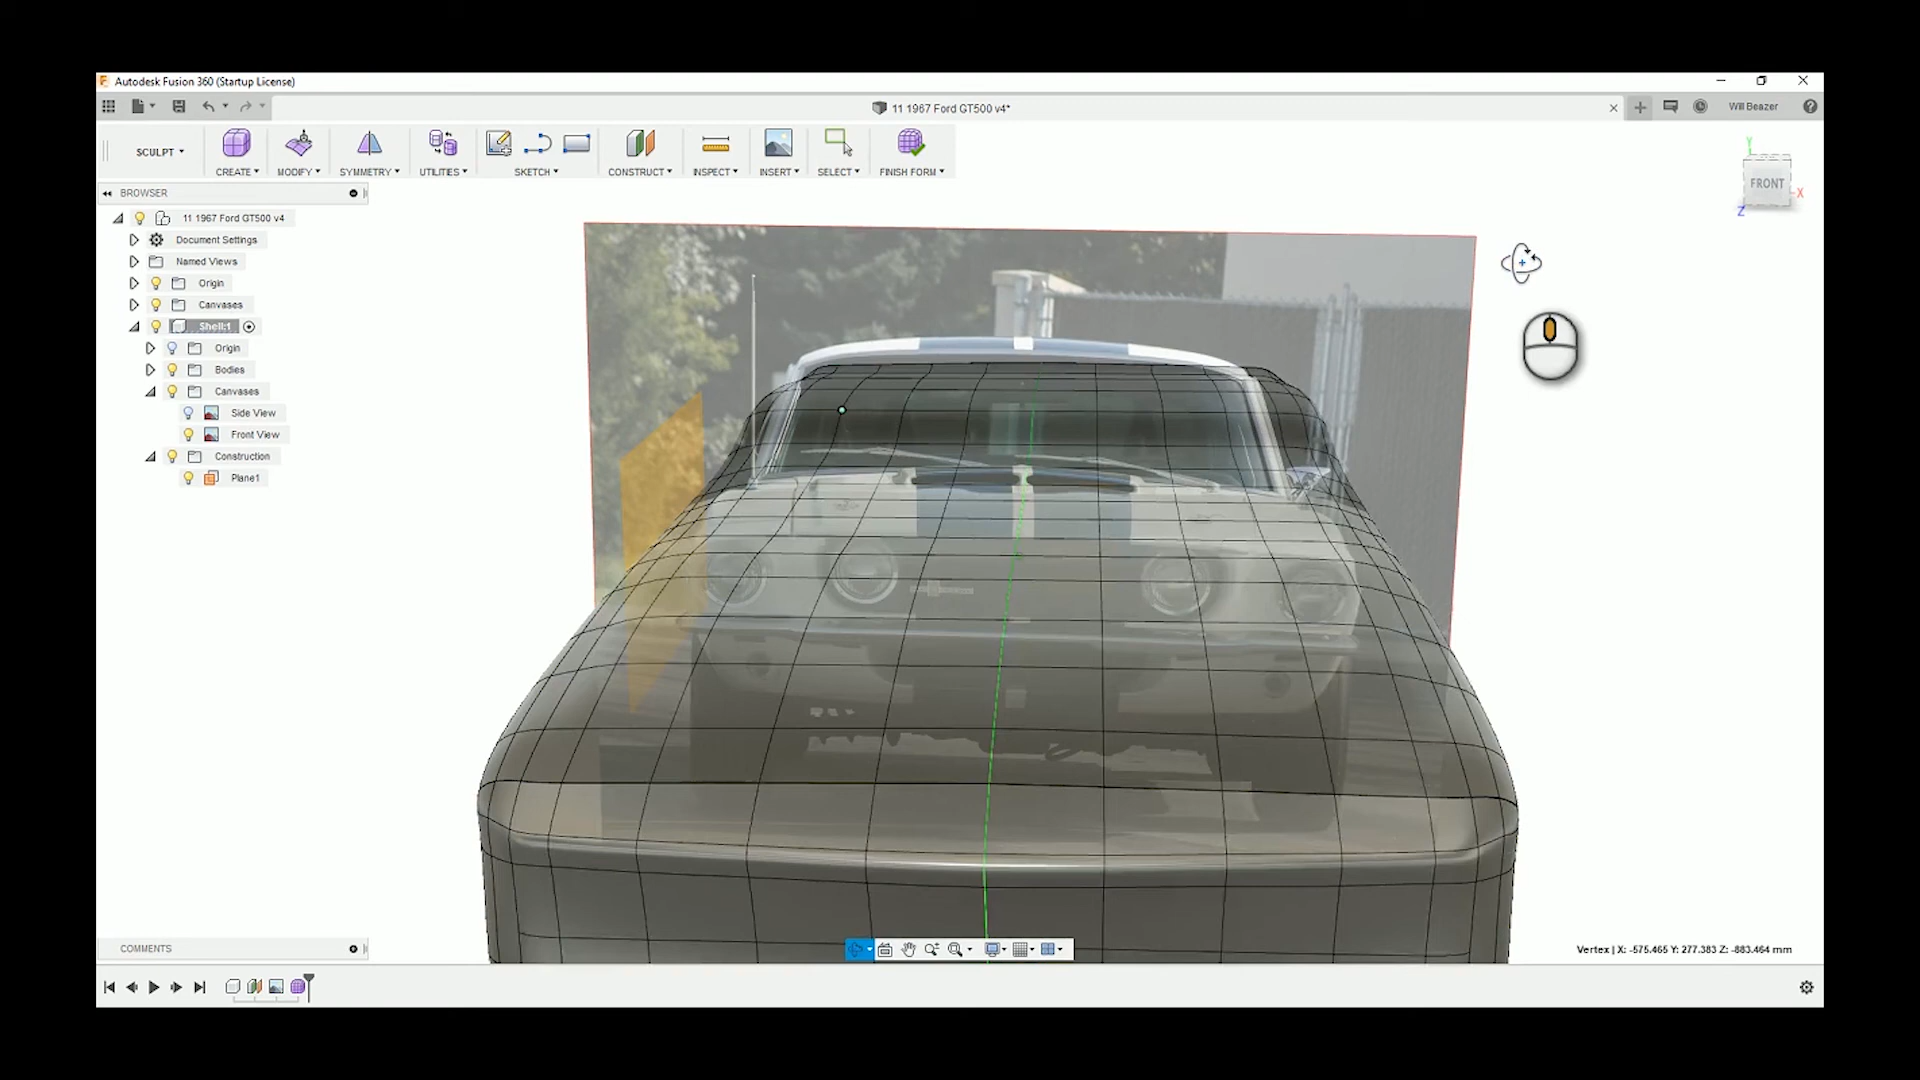 Autodesk Fusion 360 (Startup License)
11 1967 Ford GT500 v4*
Will Beazer
SCULPT
CREATE
MODIFY
SYMMETRY
UTILITIES
SKETCH
CONSTRUCT
INSPECT
INSERT
SELECT
FINISH FORM
BROWSER
11 1967 Ford GT500 v4
Document Settings
Named Views
Origin
Canvases
Shell:1
Origin
Bodies
Canvases
Side View
Front View
Construction
Plane1
Y
FRONT
X
Z
COMMENTS
Vertex | X: -575.465 Y: 277.383 Z: -883.464 mm